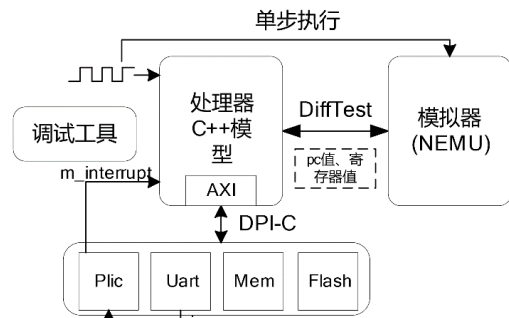 单步执行
处理器
C++模
型
DiffTest
模拟器
(NEMU)
调试工具
pc值、寄
存器值
m_interrupt
AXI
DPI-C
Plic
Uart
Mem
Flash